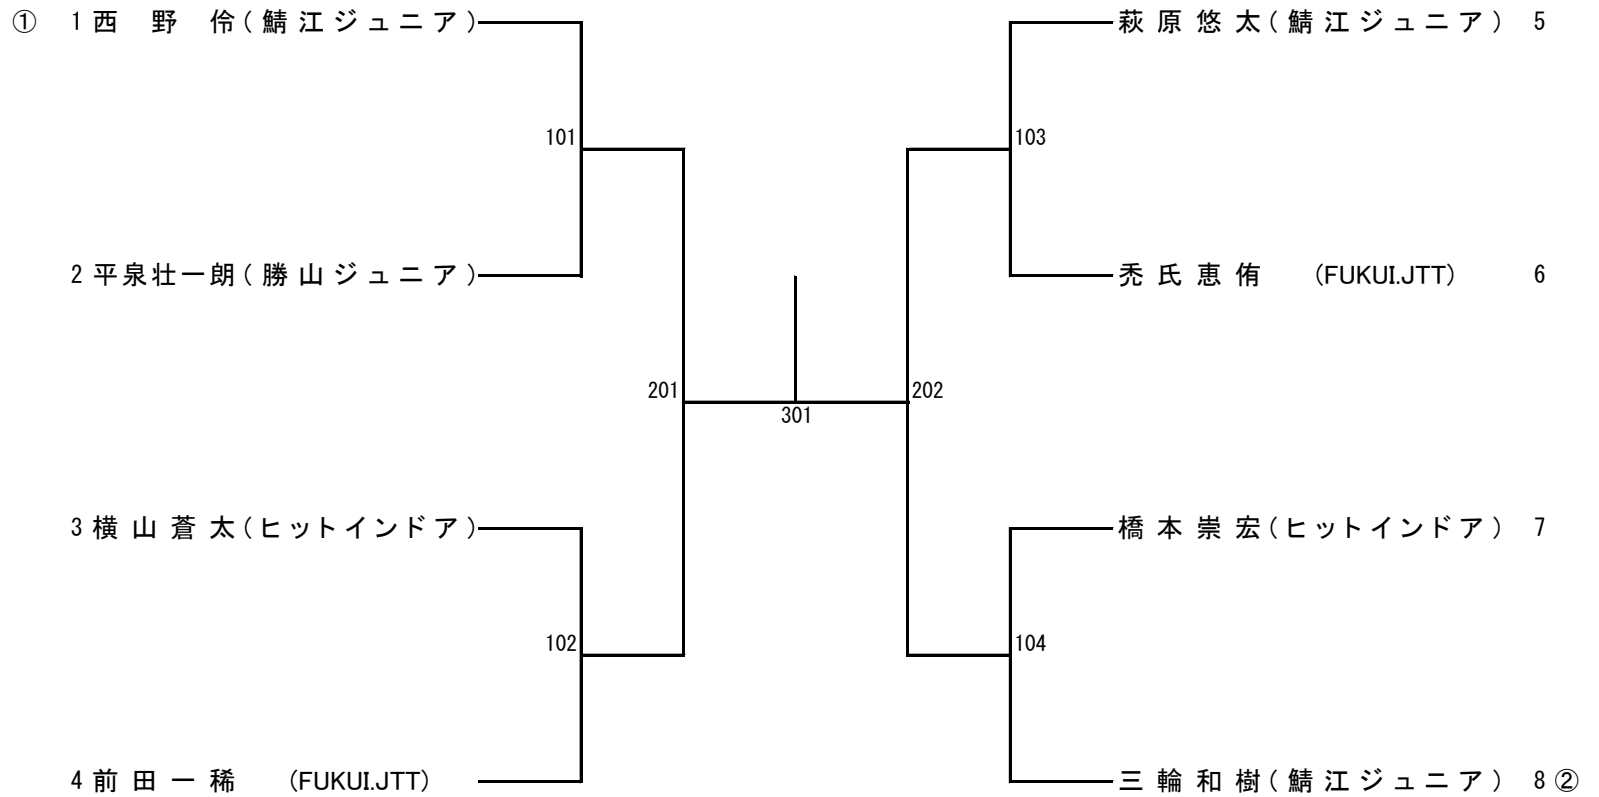 ① 1 西野伶(鯖江ジュニア)
萩原悠太(鯖江ジュニア) 5
101
103
2 平泉壮一朗(勝山ジュニア)
禿氏恵侑 (FUKUI.JTT) 6
201
202
301
3 横山蒼太(ヒットインドア)
橋本崇宏(ヒットインドア) 7
102
104
4 前田一稀 (FUKUI.JTT)
三輪和樹(鯖江ジュニア) 8 ②